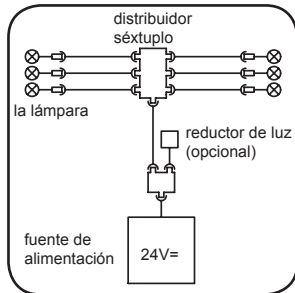 distribuidor
séxtuplo
la lámpara
reductor de luz
(opcional)
fuente de
alimentación
24V=